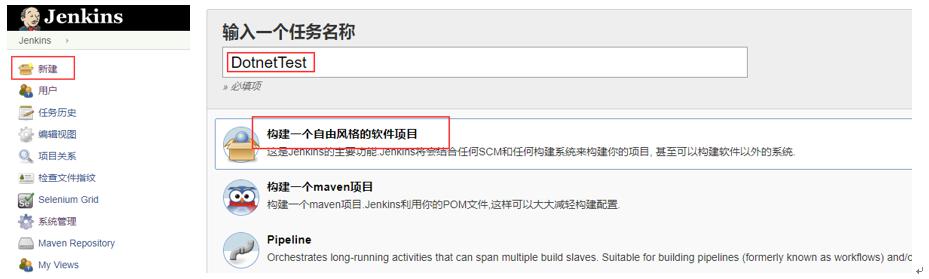 Jenkins
Jenkins
新建
用户
任务历史
编辑视图
项目关系
检查文件指纹
Selenium Grid
系统管理
Maven Repository
My Views
输入一个任务名称
DotnetTest
» 必填项
构建一个自由风格的软件项目
这是Jenkins的主要功能.Jenkins将会结合任何SCM和任何构建系统来构建你的项目, 甚至可以构建软件以外的系统.
构建一个maven项目
构建一个maven项目.Jenkins利用你的POM文件,这样可以大大减轻构建配置.
Pipeline
Orchestrates long-running activities that can span multiple build slaves. Suitable for building pipelines (formerly known as workflows) and/o